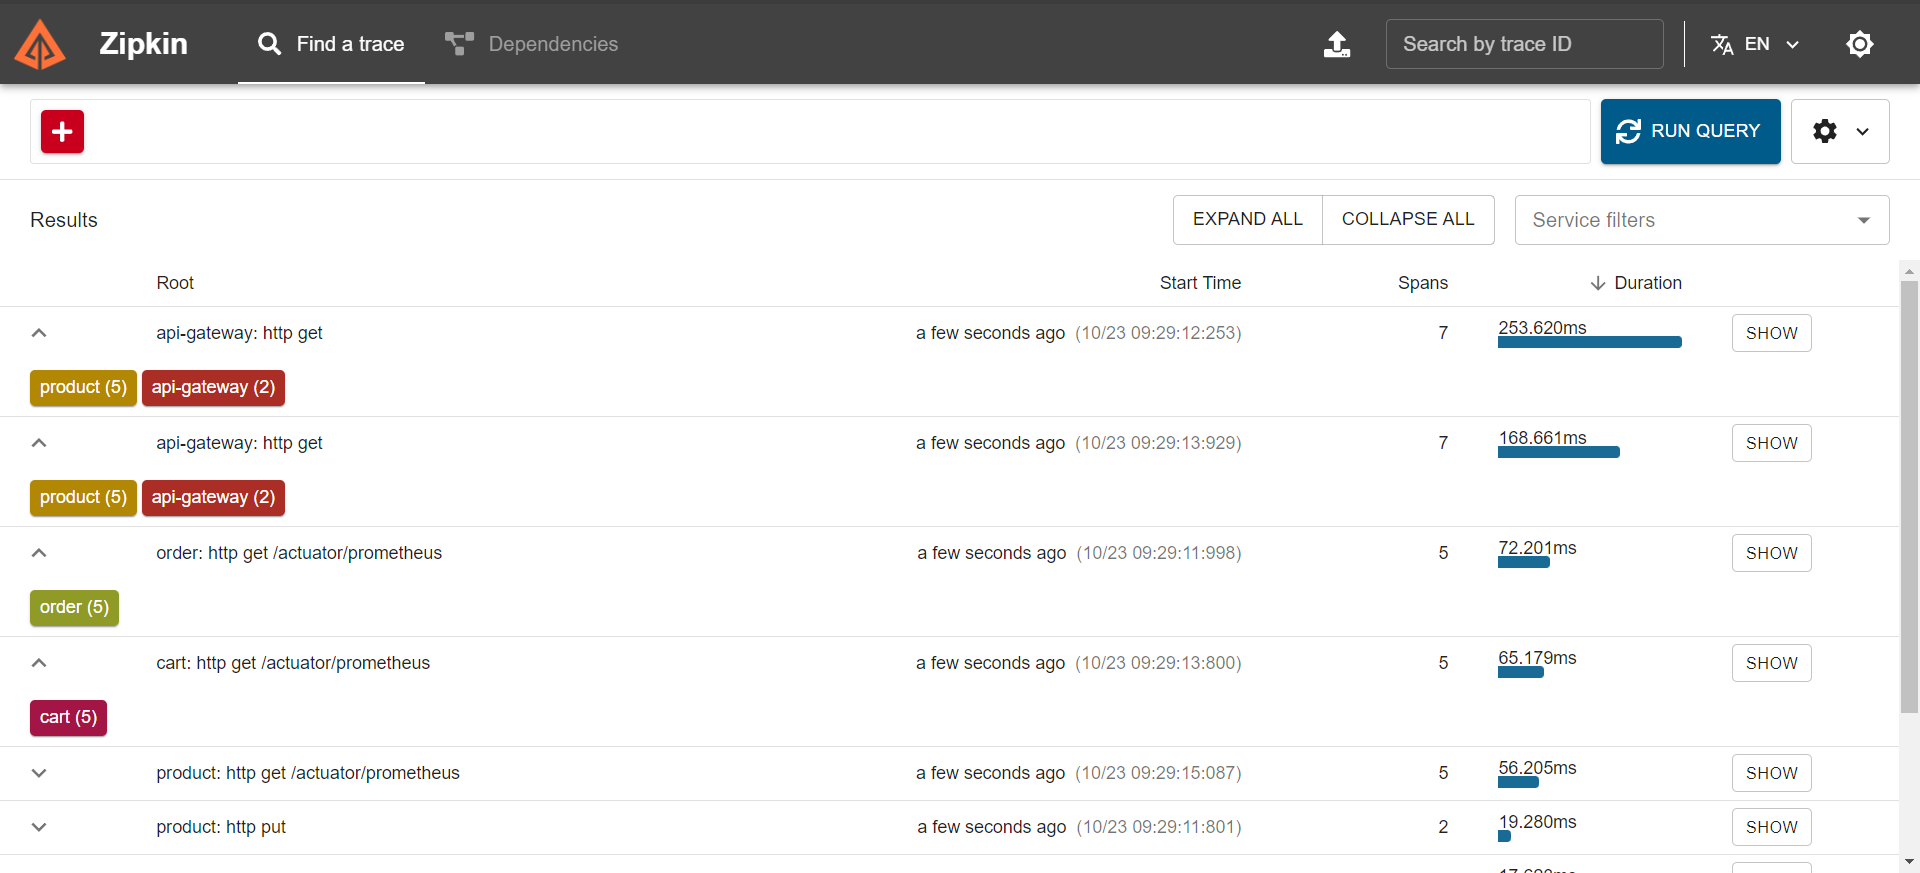 Zipkin
Find a trace
Dependencies
Search by trace ID
EN
RUN QUERY
Results
EXPAND ALL
COLLAPSE ALL
Service filters
Root Start Time Spans Duration
api-gateway: http get a few seconds ago (10/23 09:29:12:253) 7 253.620ms SHOW
product (5) api-gateway (2)
api-gateway: http get a few seconds ago (10/23 09:29:13:929) 7 168.661ms SHOW
product (5) api-gateway (2)
order: http get /actuator/prometheus a few seconds ago (10/23 09:29:11:998) 5 72.201ms SHOW
order (5)
cart: http get /actuator/prometheus a few seconds ago (10/23 09:29:13:800) 5 65.179ms SHOW
cart (5)
product: http get /actuator/prometheus a few seconds ago (10/23 09:29:15:087) 5 56.205ms SHOW
product: http put a few seconds ago (10/23 09:29:11:801) 2 19.280ms SHOW